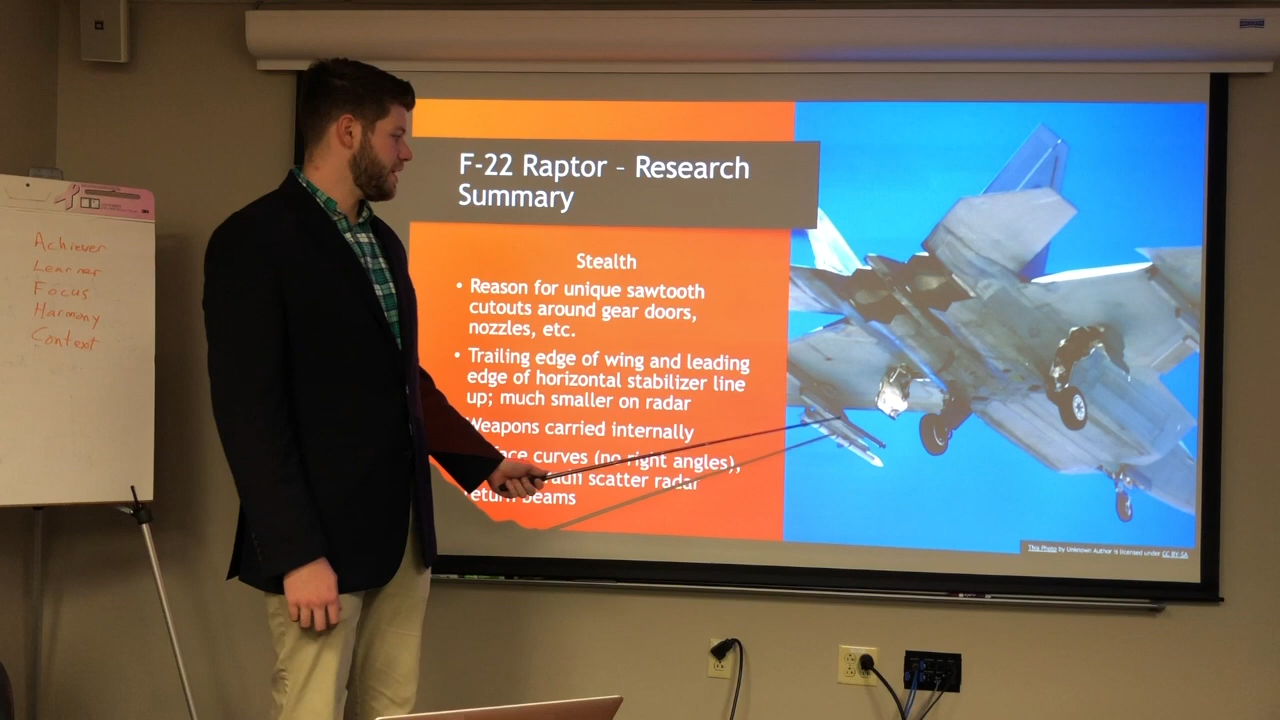 Achiever
Learner
Focus
Harmony
Context
F-22 Raptor – Research
Summary
Stealth
• Reason for unique sawtooth
cutouts around gear doors,
nozzles, etc.
• Trailing edge of wing and leading
edge of horizontal stabilizer line
up; much smaller on radar
Weapons carried internally
face curves (no right angles),
scatter radar
return beams
This Photo by Unknown Author is licensed under CC BY-SA